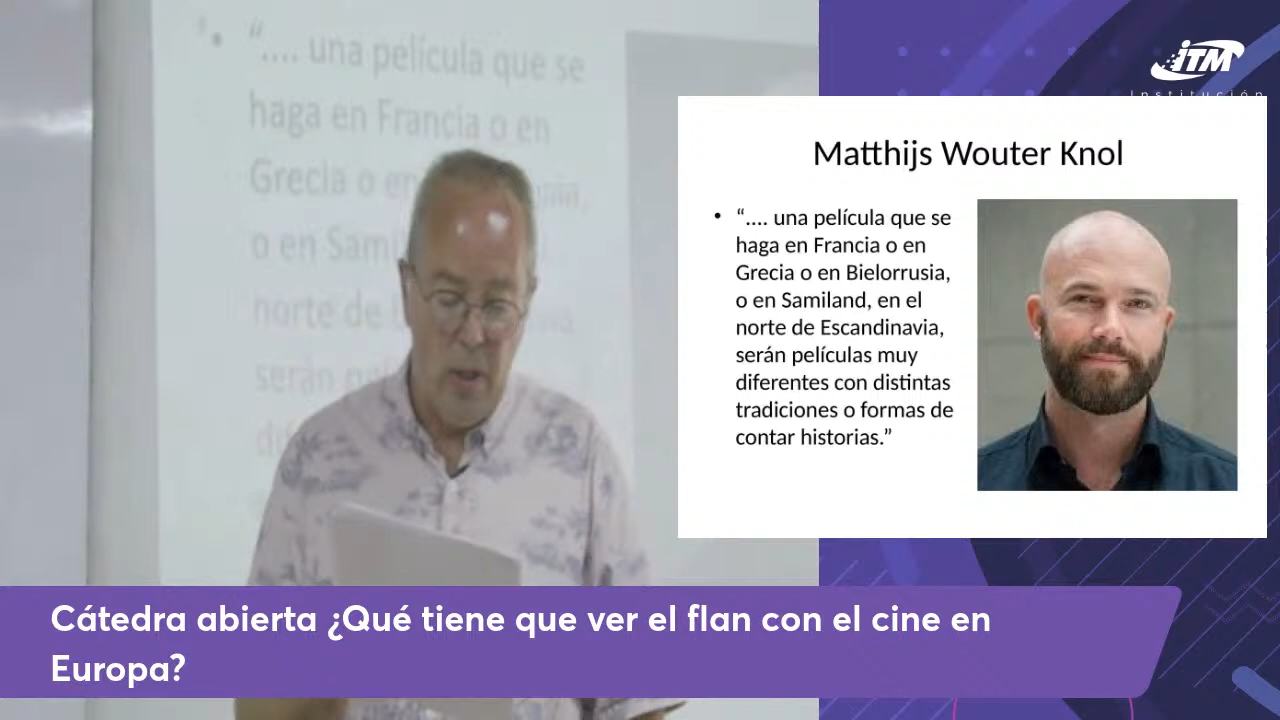 “.... una película que se
haga en Francia o en
Grecia o en
o en Sami
norte de
serán
iTM
Institución
Matthijs Wouter Knol
• “.... una película que se
haga en Francia o en
Grecia o en Bielorrusia,
o en Samiland, en el
norte de Escandinavia,
serán películas muy
diferentes con distintas
tradiciones o formas de
contar historias.”
Cátedra abierta ¿Qué tiene que ver el flan con el cine en
Europa?